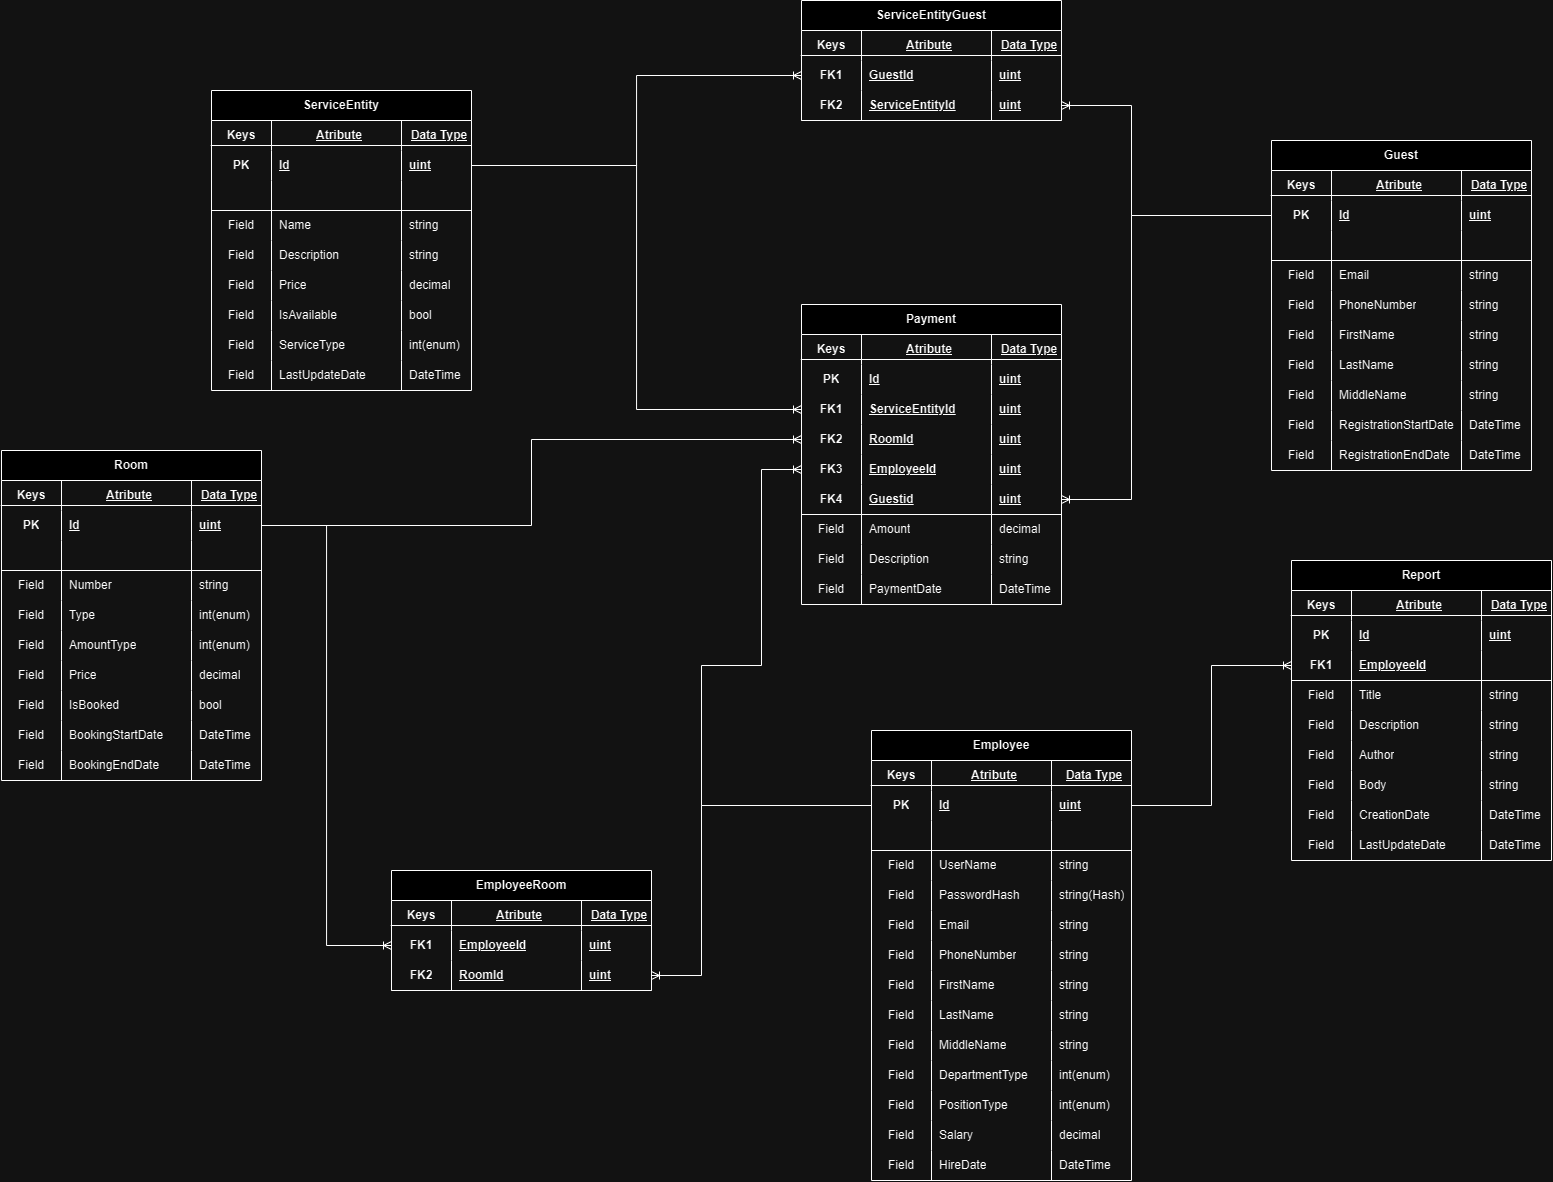 ServiceEntityGuest
Keys Atribute Data Type
FK1 GuestId uint
FK2 ServiceEntityId uint
ServiceEntity
Keys Atribute Data Type
PK Id uint
Field Name string
Field Description string
Field Price decimal
Field IsAvailable bool
Field ServiceType int(enum)
Field LastUpdateDate DateTime
Guest
Keys Atribute Data Type
PK Id uint
Field Email string
Field PhoneNumber string
Field FirstName string
Field LastName string
Field MiddleName string
Field RegistrationStartDate DateTime
Field RegistrationEndDate DateTime
Payment
Keys Atribute Data Type
PK Id uint
FK1 ServiceEntityId uint
FK2 RoomId uint
FK3 EmployeeId uint
FK4 Guestid uint
Field Amount decimal
Field Description string
Field PaymentDate DateTime
Room
Keys Atribute Data Type
PK Id uint
Field Number string
Field Type int(enum)
Field AmountType int(enum)
Field Price decimal
Field IsBooked bool
Field BookingStartDate DateTime
Field BookingEndDate DateTime
Report
Keys Atribute Data Type
PK Id uint
FK1 EmployeeId
Field Title string
Field Description string
Field Author string
Field Body string
Field CreationDate DateTime
Field LastUpdateDate DateTime
Employee
Keys Atribute Data Type
PK Id uint
Field UserName string
Field PasswordHash string(Hash)
Field Email string
Field PhoneNumber string
Field FirstName string
Field LastName string
Field MiddleName string
Field DepartmentType int(enum)
Field PositionType int(enum)
Field Salary decimal
Field HireDate DateTime
EmployeeRoom
Keys Atribute Data Type
FK1 EmployeeId uint
FK2 RoomId uint